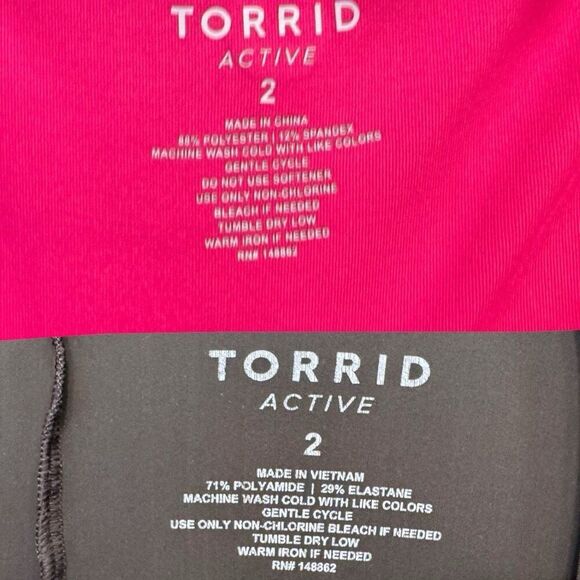 TORRID
ACTIVE
2
MADE IN CHINA
88% POLYESTER | 12% SPANDEX
MACHINE WASH COLD WITH LIKE COLORS
GENTLE CYCLE
DO NOT USE SOFTENER
USE ONLY NON-CHLORINE
BLEACH IF NEEDED
TUMBLE DRY LOW
WARM IRON IF NEEDED
RN# 148862
TORRID
ACTIVE
2
MADE IN VIETNAM
71% POLYAMIDE | 29% ELASTANE
MACHINE WASH COLD WITH LIKE COLORS
GENTLE CYCLE
USE ONLY NON-CHLORINE BLEACH IF NEEDED
TUMBLE DRY LOW
WARM IRON IF NEEDED
RN# 148862